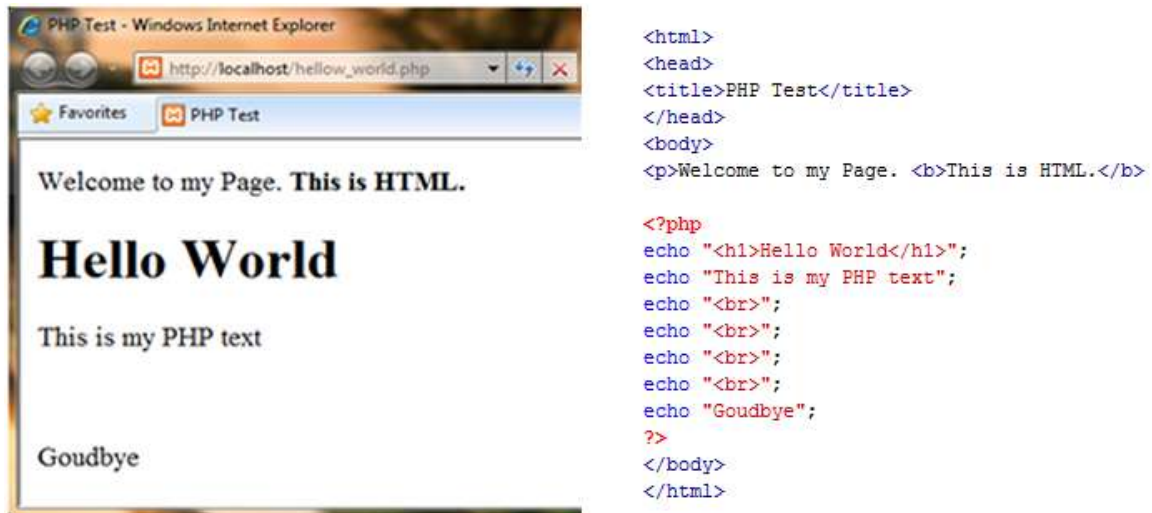 PHP Test - Windows Internet Explorer
http://localhost/hellow_world.php
Favorites
PHP Test
Welcome to my Page. This is HTML.
Hello World
This is my PHP text
Goudbye
<html>
<head>
<title>PHP Test</title>
</head>
<body>
<p>Welcome to my Page. <b>This is HTML.</b>
<?php
echo "<h1>Hello World</h1>";
echo "This is my PHP text";
echo "<br>";
echo "<br>";
echo "<br>";
echo "<br>";
echo "Goudbye";
?>
</body>
</html>